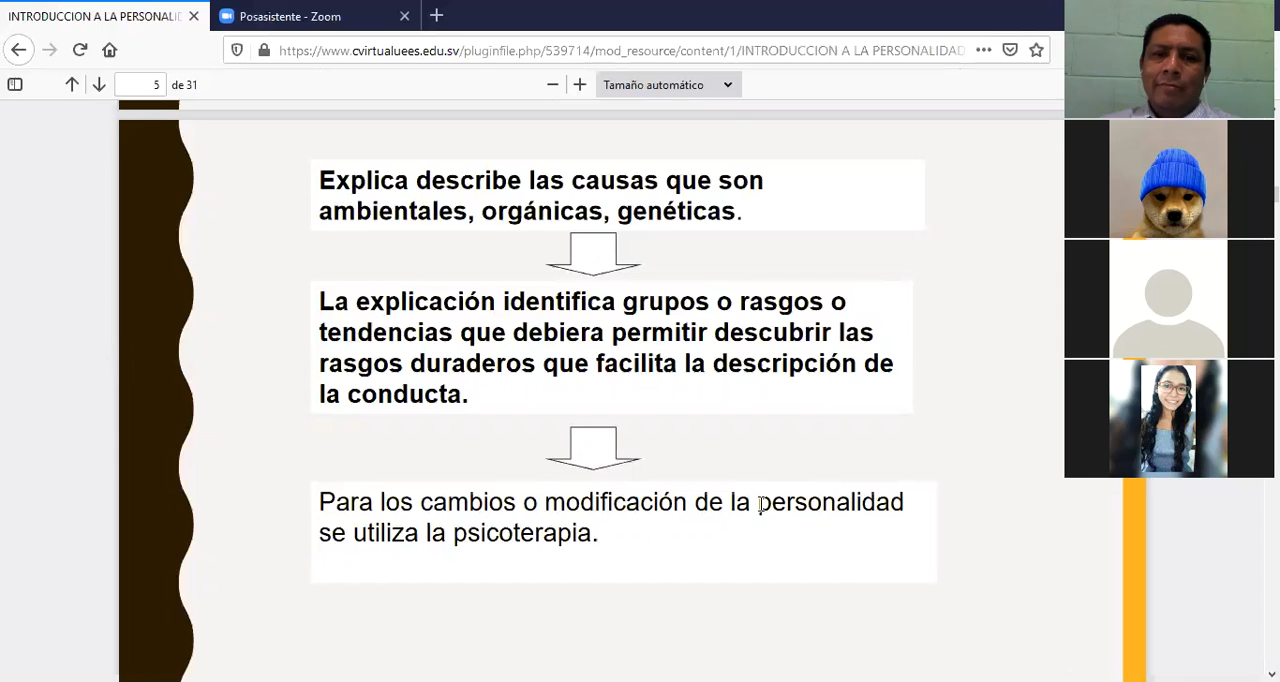 INTRODUCCION A LA PERSONALID
Posasistente - Zoom
https://www.cvirtualuees.edu.sv/pluginfile.php/539714/mod_resource/content/1/INTRODUCCION A LA PERSONALIDAD
5 de 31
Tamaño automático
Explica describe las causas que son
ambientales, orgánicas, genéticas.
La explicación identifica grupos o rasgos o
tendencias que debiera permitir descubrir las
rasgos duraderos que facilita la descripción de
la conducta.
Para los cambios o modificación de la personalidad
se utiliza la psicoterapia.